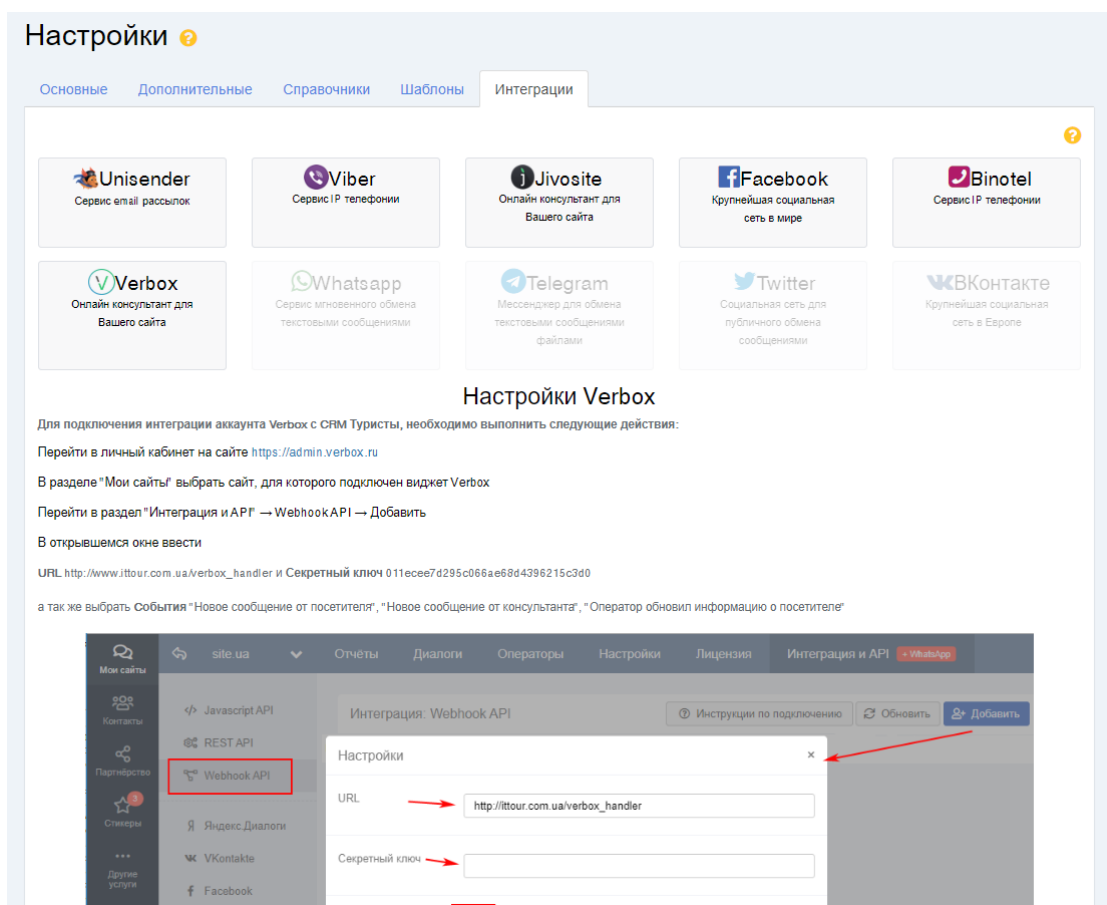 Настройки ?
Основные Дополнительные Справочники Шаблоны Интеграции
?
Unisender
Сервис email рассылок
Viber
Сервис IP телефонии
Jivosite
Онлайн консультант для
Вашего сайта
Facebook
Крупнейшая социальная
сеть в мире
Binotel
Сервис IP телефонии
Verbox
Онлайн консультант для
Вашего сайта
Whatsapp
Сервис мгновенного обмена
текстовыми сообщениями
Telegram
Мессенджер для обмена
текстовыми сообщениями
файлами
Twitter
Социальная сеть для
публичного обмена
сообщениями
ВКонтакте
Крупнейшая социальная
сеть в Европе
Настройки Verbox
Для подключения интеграции аккаунта Verbox с CRM Туристы, необходимо выполнить следующие действия:
Перейти в личный кабинет на сайте https://admin.verbox.ru
В разделе "Мои сайты" выбрать сайт, для которого подключен виджет Verbox
Перейти в раздел "Интеграция и API" → Webhook API → Добавить
В открывшемся окне ввести
URL http://www.ittour.com.ua/verbox_handler и Секретный ключ 011ecee7d295c066ae68d4396215c3d0
а так же выбрать События "Новое сообщение от посетителя", "Новое сообщение от консультанта", "Оператор обновил информацию о посетителе"
Мои сайты
site.ua Отчёты Диалоги Операторы Настройки Лицензия Интеграция и API + WhatsApp
Контакты
Партнёрство
3
Стикеры
Другие
услуги
</> Javascript API
REST API
Webhook API
Я Яндекс.Диалоги
VKontakte
Facebook
Интеграция: Webhook API
Инструкции по подключению Обновить Добавить
Настройки ×
URL http://ittour.com.ua/verbox_handler
Секретный ключ